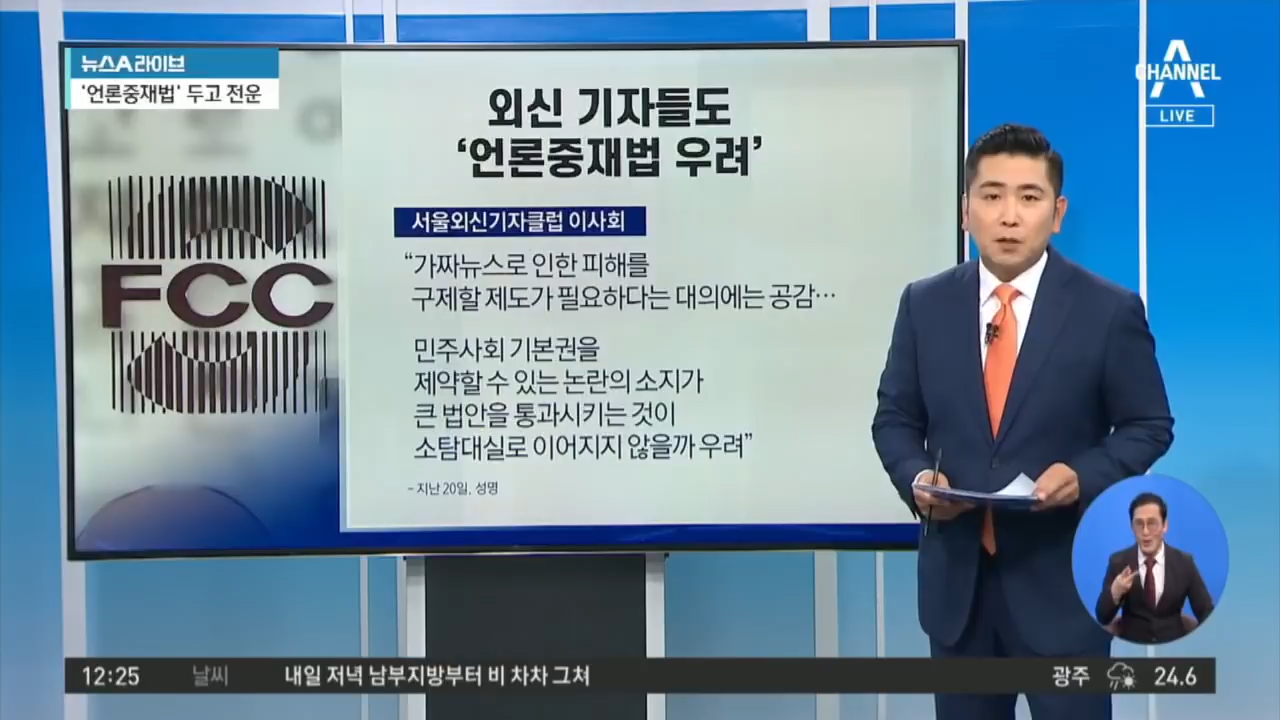 뉴스A 라이브
'언론중재법' 두고 전운
CHANNEL A
LIVE
외신 기자들도
'언론중재법 우려'
서울외신기자클럽 이사회
FCC
"가짜뉴스로 인한 피해를
구제할 제도가 필요하다는 대의에는 공감…
민주사회 기본권을
제약할 수 있는 논란의 소지가
큰 법안을 통과시키는 것이
소탐대실로 이어지지 않을까 우려"
- 지난 20일, 성명
12:25 날씨 내일 저녁 남부지방부터 비 차차 그쳐 광주 24.6